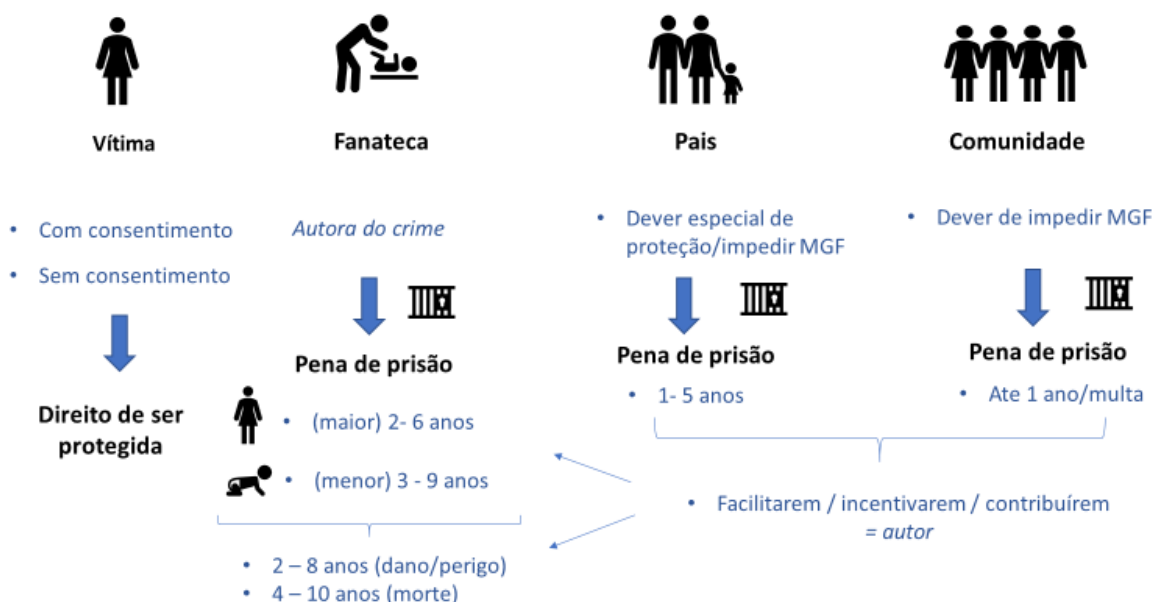 Vítima
Fanateca
Pais
Comunidade
• Com consentimento
• Sem consentimento
Direito de ser
protegida
Autora do crime
Pena de prisão
• (maior) 2- 6 anos
• (menor) 3 - 9 anos
• 2 – 8 anos (dano/perigo)
• 4 – 10 anos (morte)
• Dever especial de
proteção/impedir MGF
Pena de prisão
• 1- 5 anos
• Dever de impedir MGF
Pena de prisão
• Ate 1 ano/multa
• Facilitarem / incentivarem / contribuírem
= autor